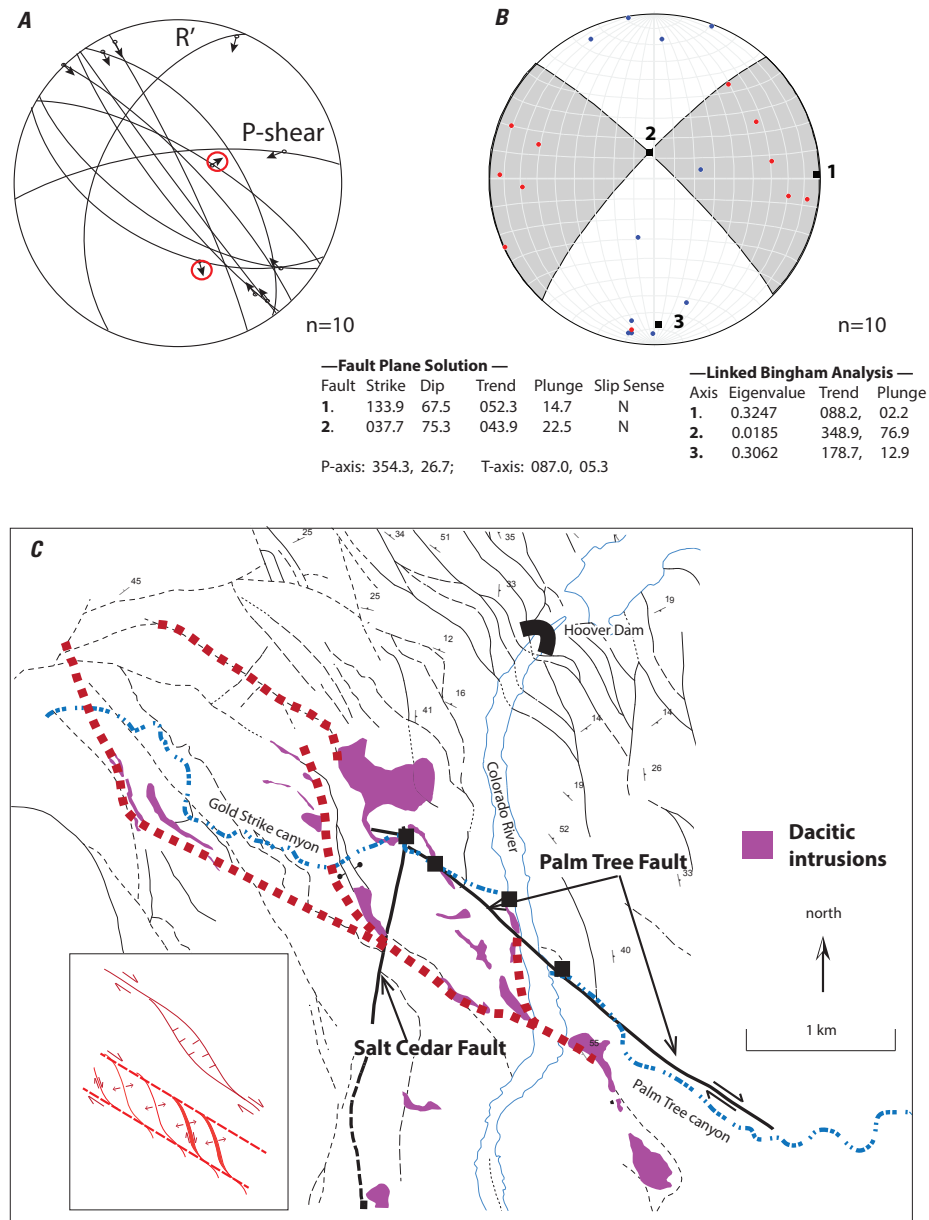 A
R'
P-shear
n=10
B
2
1
3
n=10
—Fault Plane Solution —
Fault Strike Dip Trend Plunge Slip Sense
1. 133.9 67.5 052.3 14.7 N
2. 037.7 75.3 043.9 22.5 N
P-axis: 354.3, 26.7; T-axis: 087.0, 05.3
—Linked Bingham Analysis —
Axis Eigenvalue Trend Plunge
1. 0.3247 088.2, 02.2
2. 0.0185 348.9, 76.9
3. 0.3062 178.7, 12.9
C
25
34
51
35
45
33
25
19
12
Hoover Dam
16
41
14
14
26
19
Colorado River
Gold Strike canyon
52
33
Palm Tree Fault
Dacitic
intrusions
north
40
1 km
55
Salt Cedar Fault
Palm Tree canyon